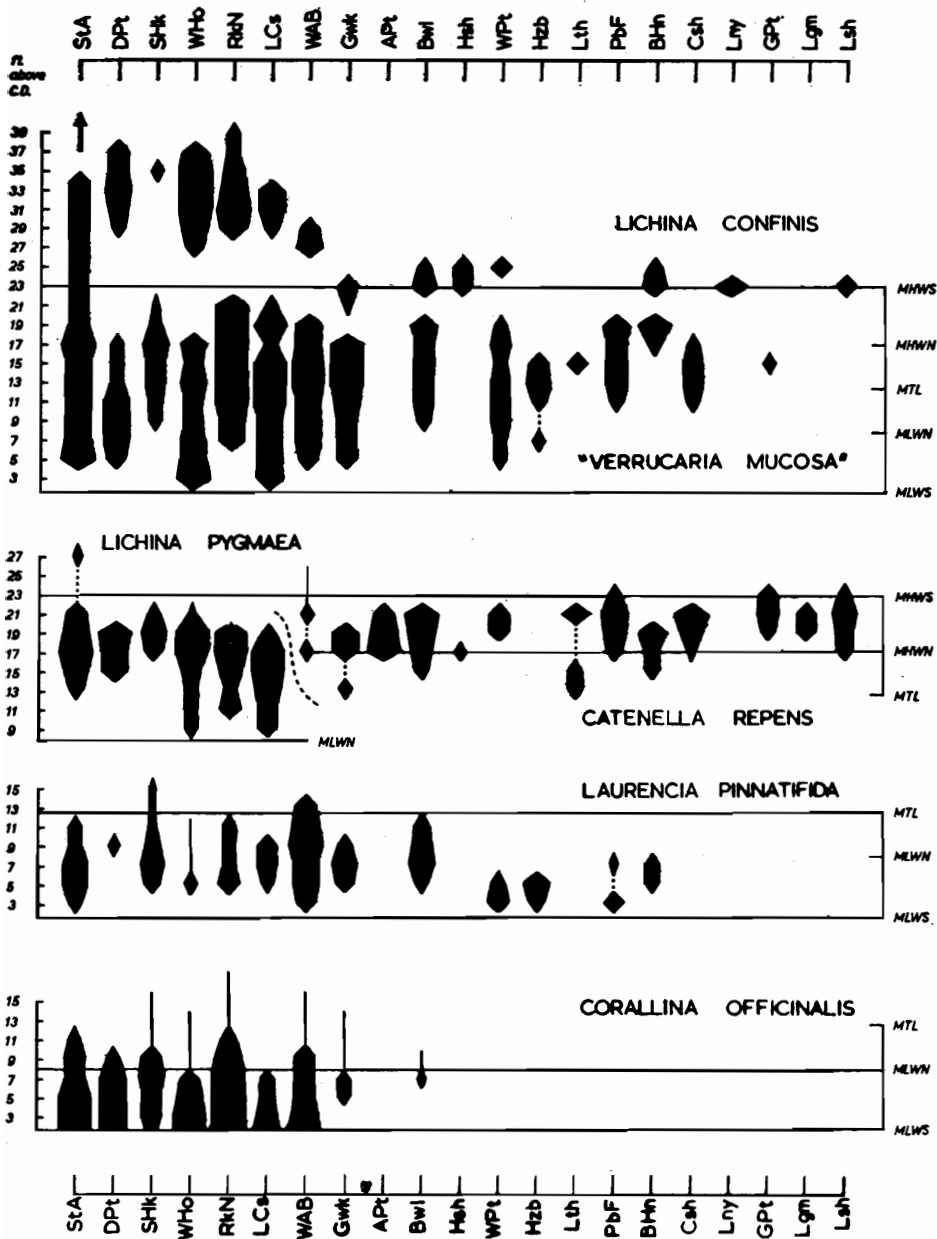 StA DPt SHk WHo RkN LCs WAB. Gwk APt Bwl Hsh WPt Hzb Lth PbF BHn Csh Lny GPt. Lgm Lsh
ft.
above
C.D.
39
37
35
33
31
29
27
25
23
21
19
17
15
13
11
9
7
5
3
LICHINA CONFINIS
MHWS
MHWN
MTL
MLWN
"VERRUCARIA MUCOSA"
MLWS
LICHINA PYGMAEA
27
25
23
21
19
17
15
13
11
9
MHWS
MHWN
MTL
CATENELLA REPENS
MLWN
LAURENCIA PINNATIFIDA
15
13
11
9
7
5
3
MTL
MLWN
MLWS
CORALLINA OFFICINALIS
15
13
11
9
7
5
3
MTL
MLWN
MLWS
StA DPt SHk WHo RkN LCs WAB Gwk APt Bwl Hsh WPt Hzb Lth PbF BHn Csh Lny GPt Lgm Lsh